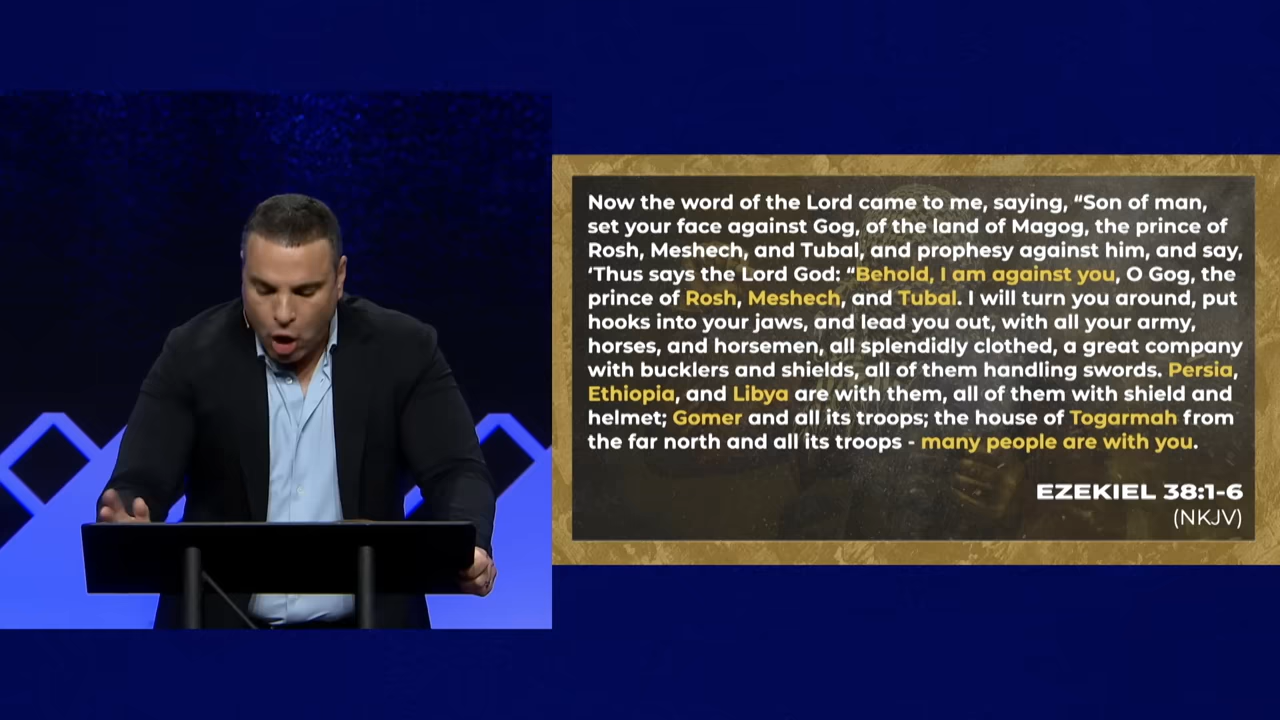 Now the word of the Lord came to me, saying, “Son of man,
set your face against Gog, of the land of Magog, the prince of
Rosh, Meshech, and Tubal, and prophesy against him, and say,
‘Thus says the Lord God: “Behold, I am against you, O Gog, the
prince of Rosh, Meshech, and Tubal. I will turn you around, put
hooks into your jaws, and lead you out, with all your army,
horses, and horsemen, all splendidly clothed, a great company
with bucklers and shields, all of them handling swords. Persia,
Ethiopia, and Libya are with them, all of them with shield and
helmet; Gomer and all its troops; the house of Togarmah from
the far north and all its troops - many people are with you.
EZEKIEL 38:1-6
(NKJV)